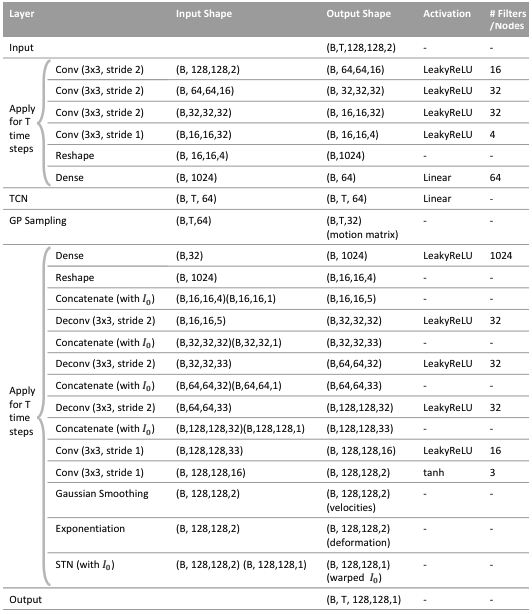 Layer Input Shape Output Shape Activation # Filters /Nodes
Input (B,T,128,128,2) - -
Apply for T time steps
Conv (3x3, stride 2) (B, 128,128,2) (B, 64,64,16) LeakyReLU 16
Conv (3x3, stride 2) (B, 64,64,16) (B, 32,32,32) LeakyReLU 32
Conv (3x3, stride 2) (B,32,32,32) (B, 16,16,32) LeakyReLU 32
Conv (3x3, stride 1) (B,16,16,32) (B, 16,16,4) LeakyReLU 4
Reshape (B, 16,16,4) (B,1024) - -
Dense (B, 1024) (B, 64) Linear 64
TCN (B, T, 64) (B, T, 64) Linear -
GP Sampling (B,T,64) (B,T,32) - -
(motion matrix)
Apply for T time steps
Dense (B,32) (B, 1024) LeakyReLU 1024
Reshape (B, 1024) (B,16,16,4) - -
Concatenate (with I₀) (B,16,16,4)(B,16,16,1) (B,16,16,5) - -
Deconv (3x3, stride 2) (B,16,16,5) (B,32,32,32) LeakyReLU 32
Concatenate (with I₀) (B,32,32,32)(B,32,32,1) (B,32,32,33) - -
Deconv (3x3, stride 2) (B,32,32,33) (B,64,64,32) LeakyReLU 32
Concatenate (with I₀) (B,64,64,32)(B,64,64,1) (B,64,64,33) - -
Deconv (3x3, stride 2) (B,64,64,33) (B,128,128,32) LeakyReLU 32
Concatenate (with I₀) (B,128,128,32)(B,128,128,1) (B,128,128,33) - -
Conv (3x3, stride 1) (B,128,128,33) (B, 128,128,16) LeakyReLU 16
Conv (3x3, stride 1) (B, 128,128,16) (B, 128,128,2) tanh 3
Gaussian Smoothing (B, 128,128,2) (B, 128,128,2) - -
(velocities)
Exponentiation (B, 128,128,2) (B, 128,128,2) - -
(deformation)
STN (with I₀) (B, 128,128,2) (B, 128,128,1) (B, 128,128,1) - -
(warped I₀)
Output (B, T, 128,128,1) - -